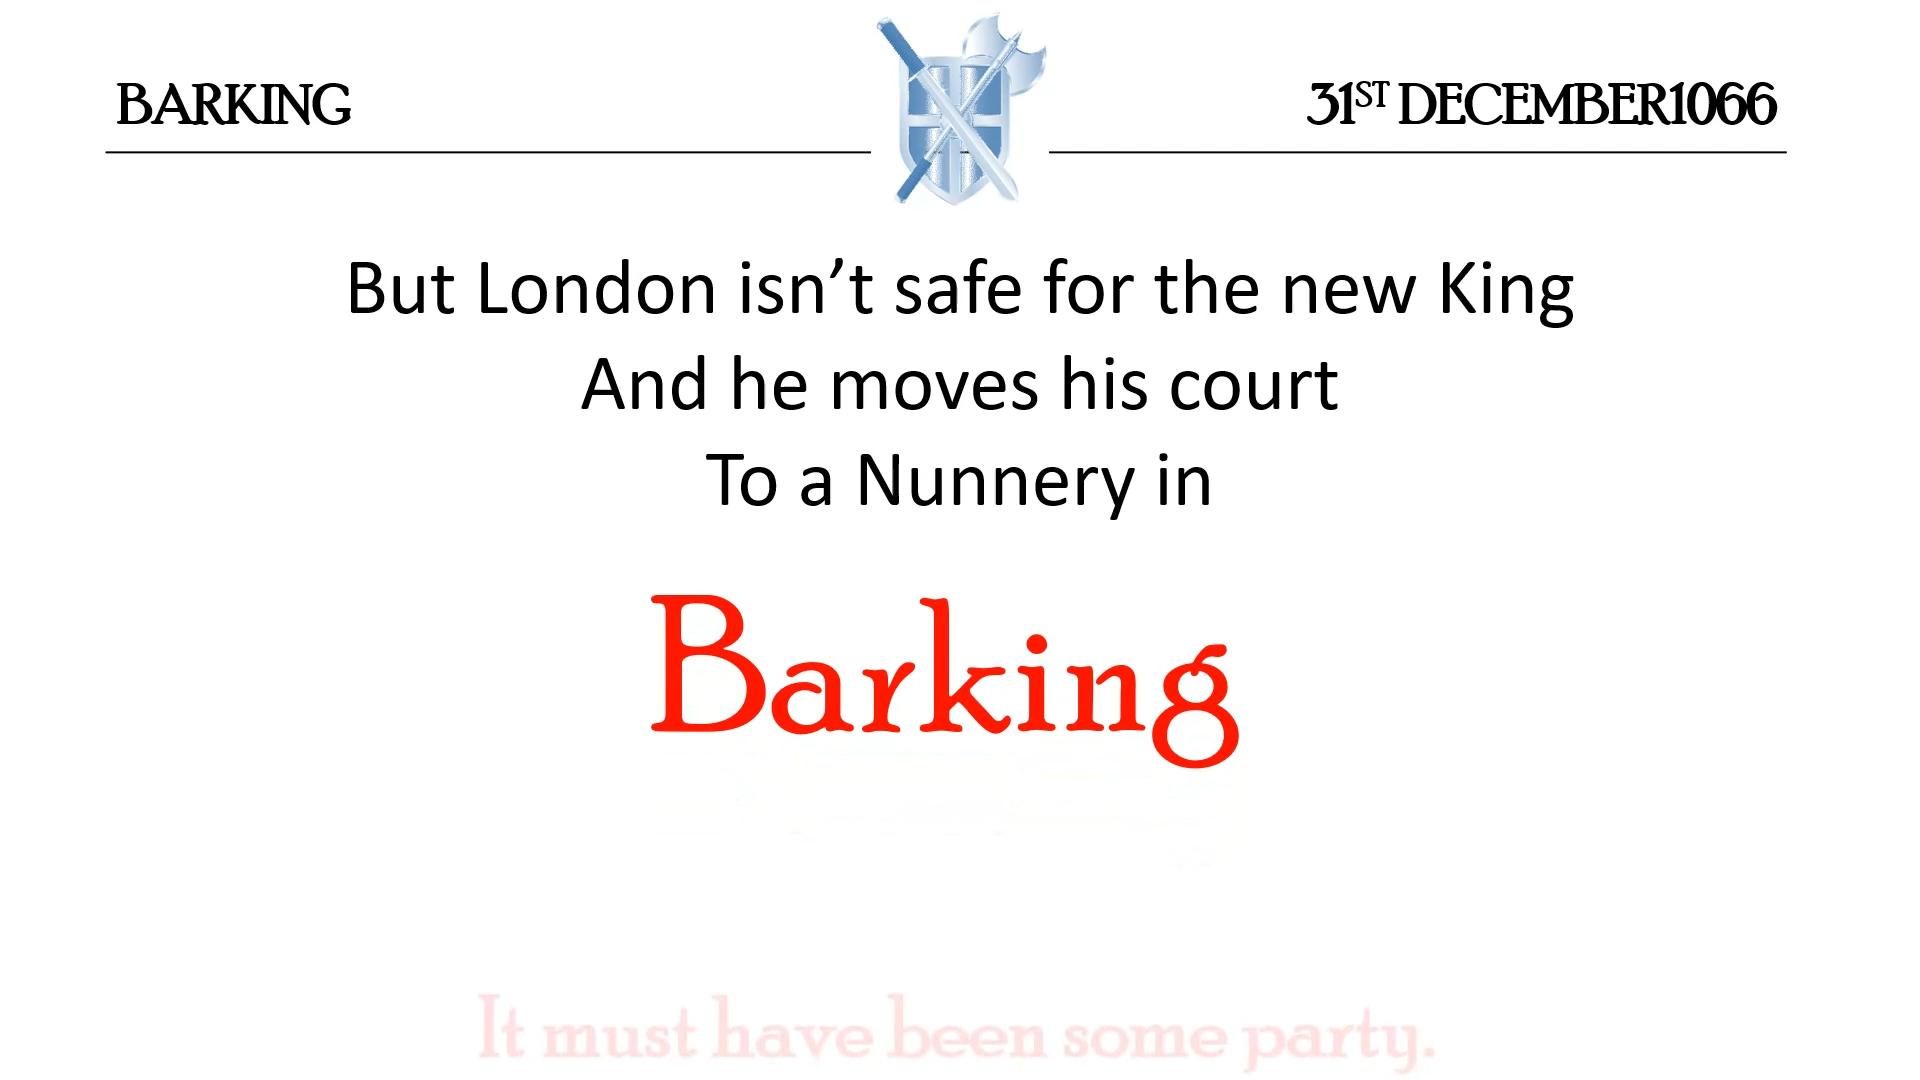 BARKING
31ST DECEMBER1066
But London isn’t safe for the new King
And he moves his court
To a Nunnery in
Barking
It must have been some party.